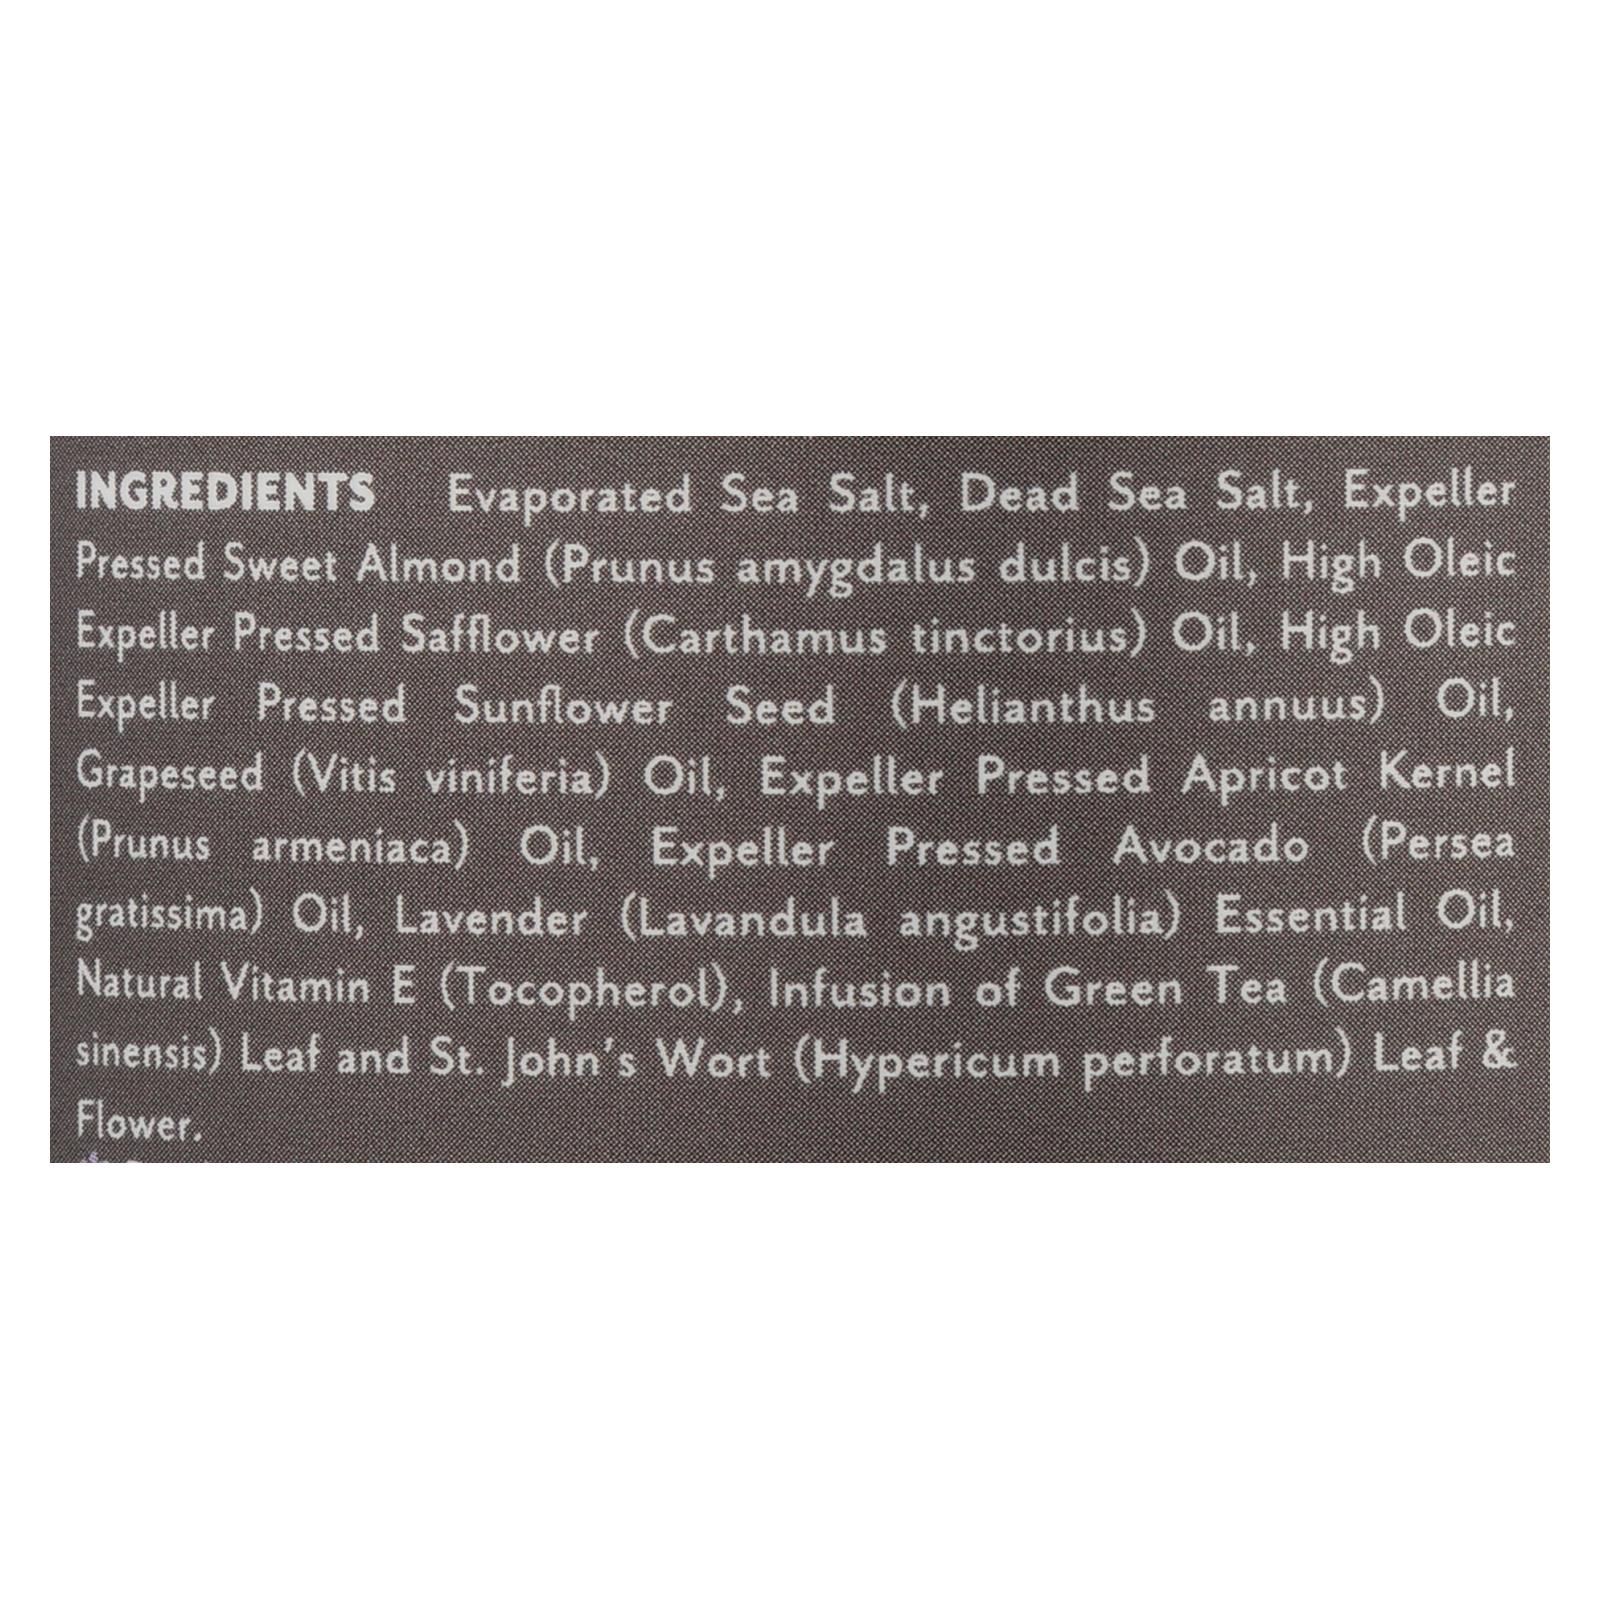 INGREDIENTS Evaporated Sea Salt, Dead Sea Salt, Expeller
Pressed Sweet Almond (Prunus amygdalus dulcis) Oil, High Oleic
Expeller Pressed Safflower (Carthamus tinctorius) Oil, High Oleic
Expeller Pressed Sunflower Seed (Helianthus annuus) Oil,
Grapeseed (Vitis viniferia) Oil, Expeller Pressed Apricot Kernel
(Prunus armeniaca) Oil, Expeller Pressed Avocado (Persea
gratissima) Oil, Lavender (Lavandula angustifolia) Essential Oil,
Natural Vitamin E (Tocopherol), Infusion of Green Tea (Camellia
sinensis) Leaf and St. John's Wort (Hypericum perforatum) Leaf &
Flower.